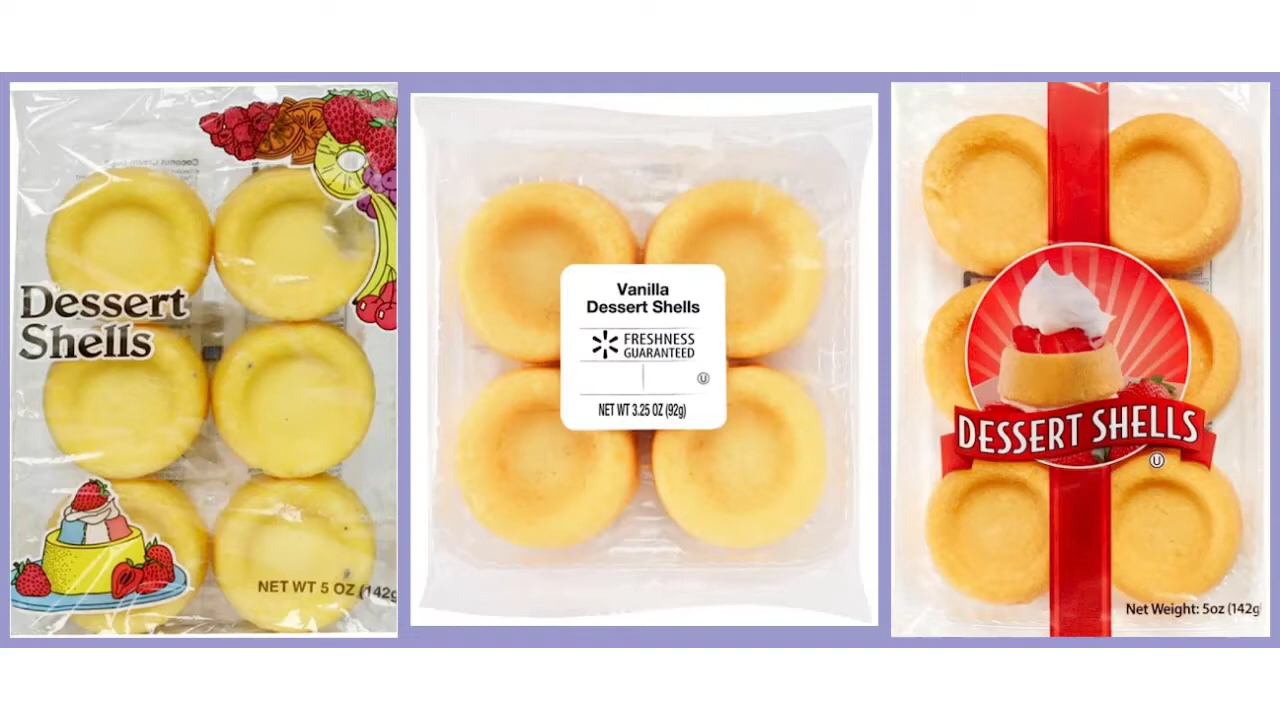 Dessert
Shells
NET WT 5 OZ (142g
Vanilla
Dessert Shells
FRESHNESS
GUARANTEED
U
NET WT 3.25 OZ (92g)
DESSERT SHELLS
U
Net Weight: 5oz (142g